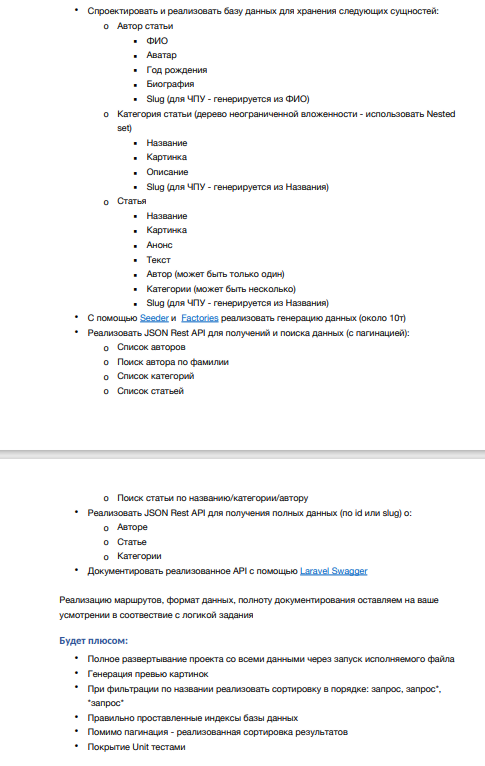 • Спроектировать и реализовать базу данных для хранения следующих сущностей:
o Автор статьи
▪ ФИО
▪ Аватар
▪ Год рождения
▪ Биография
▪ Slug (для ЧПУ - генерируется из ФИО)
o Категория статьи (дерево неограниченной вложенности - использовать Nested
set)
▪ Название
▪ Картинка
▪ Описание
▪ Slug (для ЧПУ - генерируется из Названия)
o Статья
▪ Название
▪ Картинка
▪ Анонс
▪ Текст
▪ Автор (может быть только один)
▪ Категории (может быть несколько)
▪ Slug (для ЧПУ - генерируется из Названия)
• С помощью Seeder и Factories реализовать генерацию данных (около 10т)
• Реализовать JSON Rest API для получений и поиска данных (с пагинацией):
o Список авторов
o Поиск автора по фамилии
o Список категорий
o Список статьей
o Поиск статьи по названию/категории/автору
• Реализовать JSON Rest API для получения полных данных (по id или slug) о:
o Авторе
o Статье
o Категории
• Документировать реализованное API с помощью Laravel Swagger
Реализацию маршрутов, формат данных, полноту документирования оставляем на ваше
усмотрении в соотвествие с логикой задания
Будет плюсом:
• Полное развертывание проекта со всеми данными через запуск исполняемого файла
• Генерация превью картинок
• При фильтрации по названии реализовать сортировку в порядке: запрос, запрос*,
*запрос*
• Правильно проставленные индексы базы данных
• Помимо пагинация - реализованная сортировка результатов
• Покрытие Unit тестами